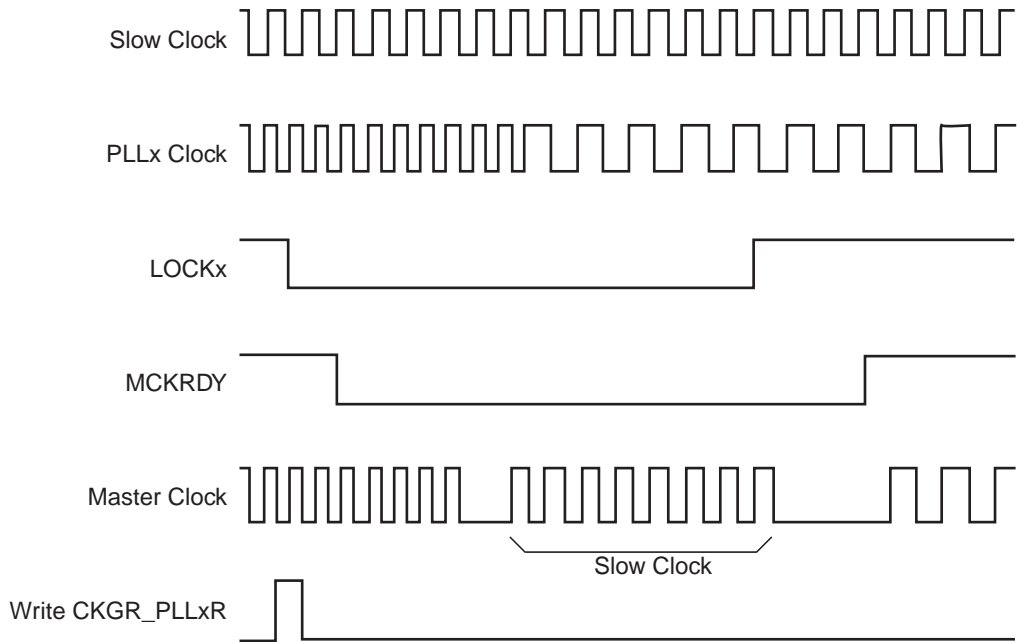 Slow Clock
PLLx Clock
LOCKx
MCKRDY
Master Clock
Slow Clock
Write CKGR_PLLxR